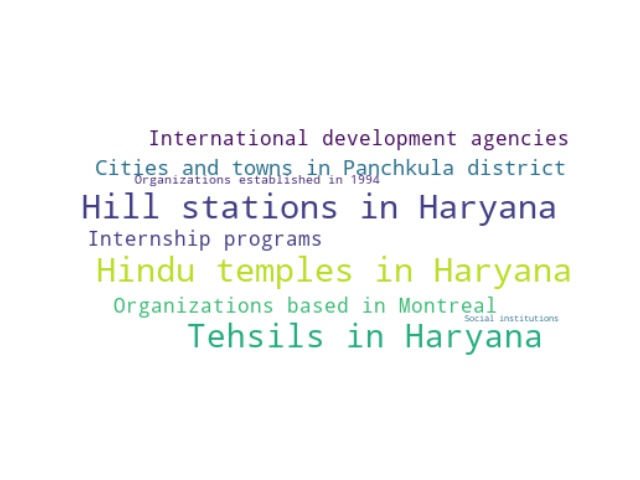 International development agencies
Cities and towns in Panchkula district
Organizations established in 1994
Hill stations in Haryana
Internship programs
Hindu temples in Haryana
Organizations based in Montreal
Social institutions
Tehsils in Haryana